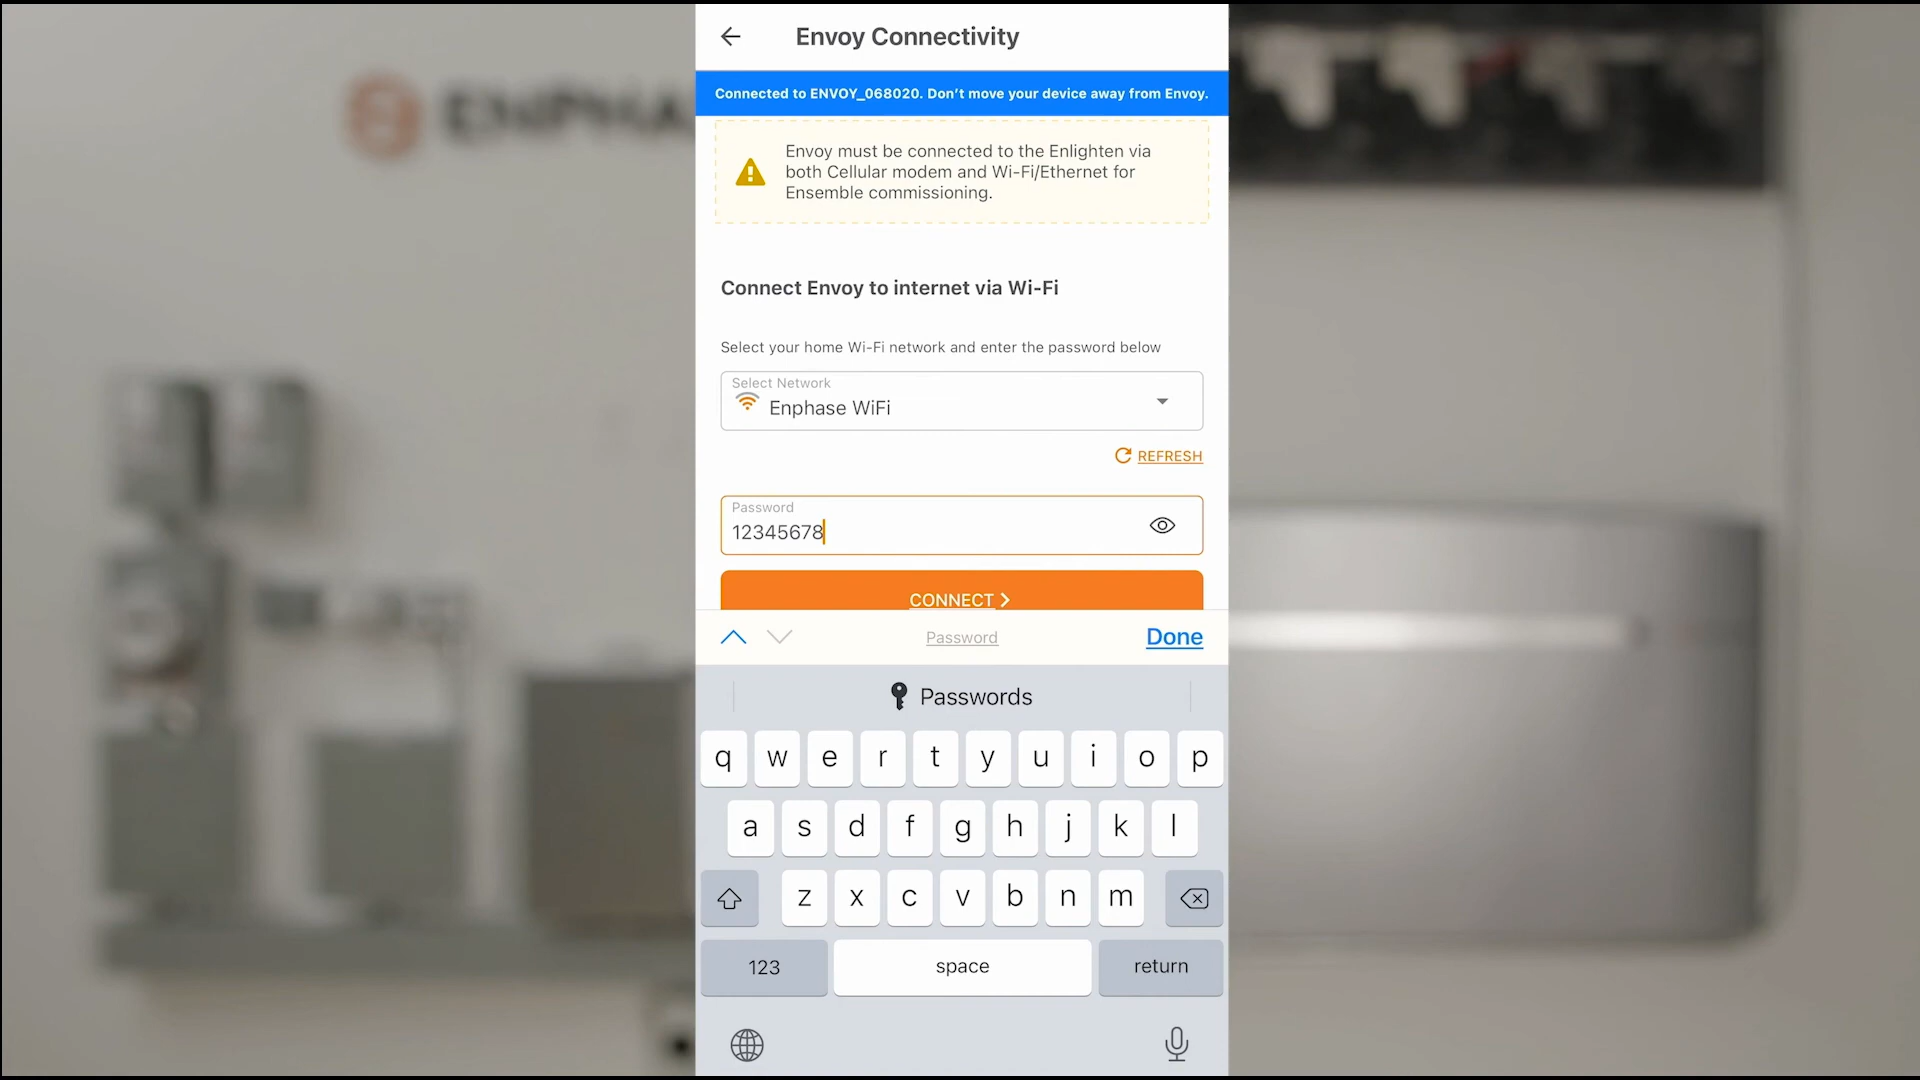 ENPHA
Envoy Connectivity
Connected to ENVOY_068020. Don't move your device away from Envoy.
Envoy must be connected to the Enlighten via
both Cellular modem and Wi-Fi/Ethernet for
Ensemble commissioning.
Connect Envoy to internet via Wi-Fi
Select your home Wi-Fi network and enter the password below
Select Network
Enphase WiFi
REFRESH
Password
12345678
CONNECT
Password
Done
Passwords
q w e r t y u i o p
a s d f g h j k l
z x c v b n m
123 space return